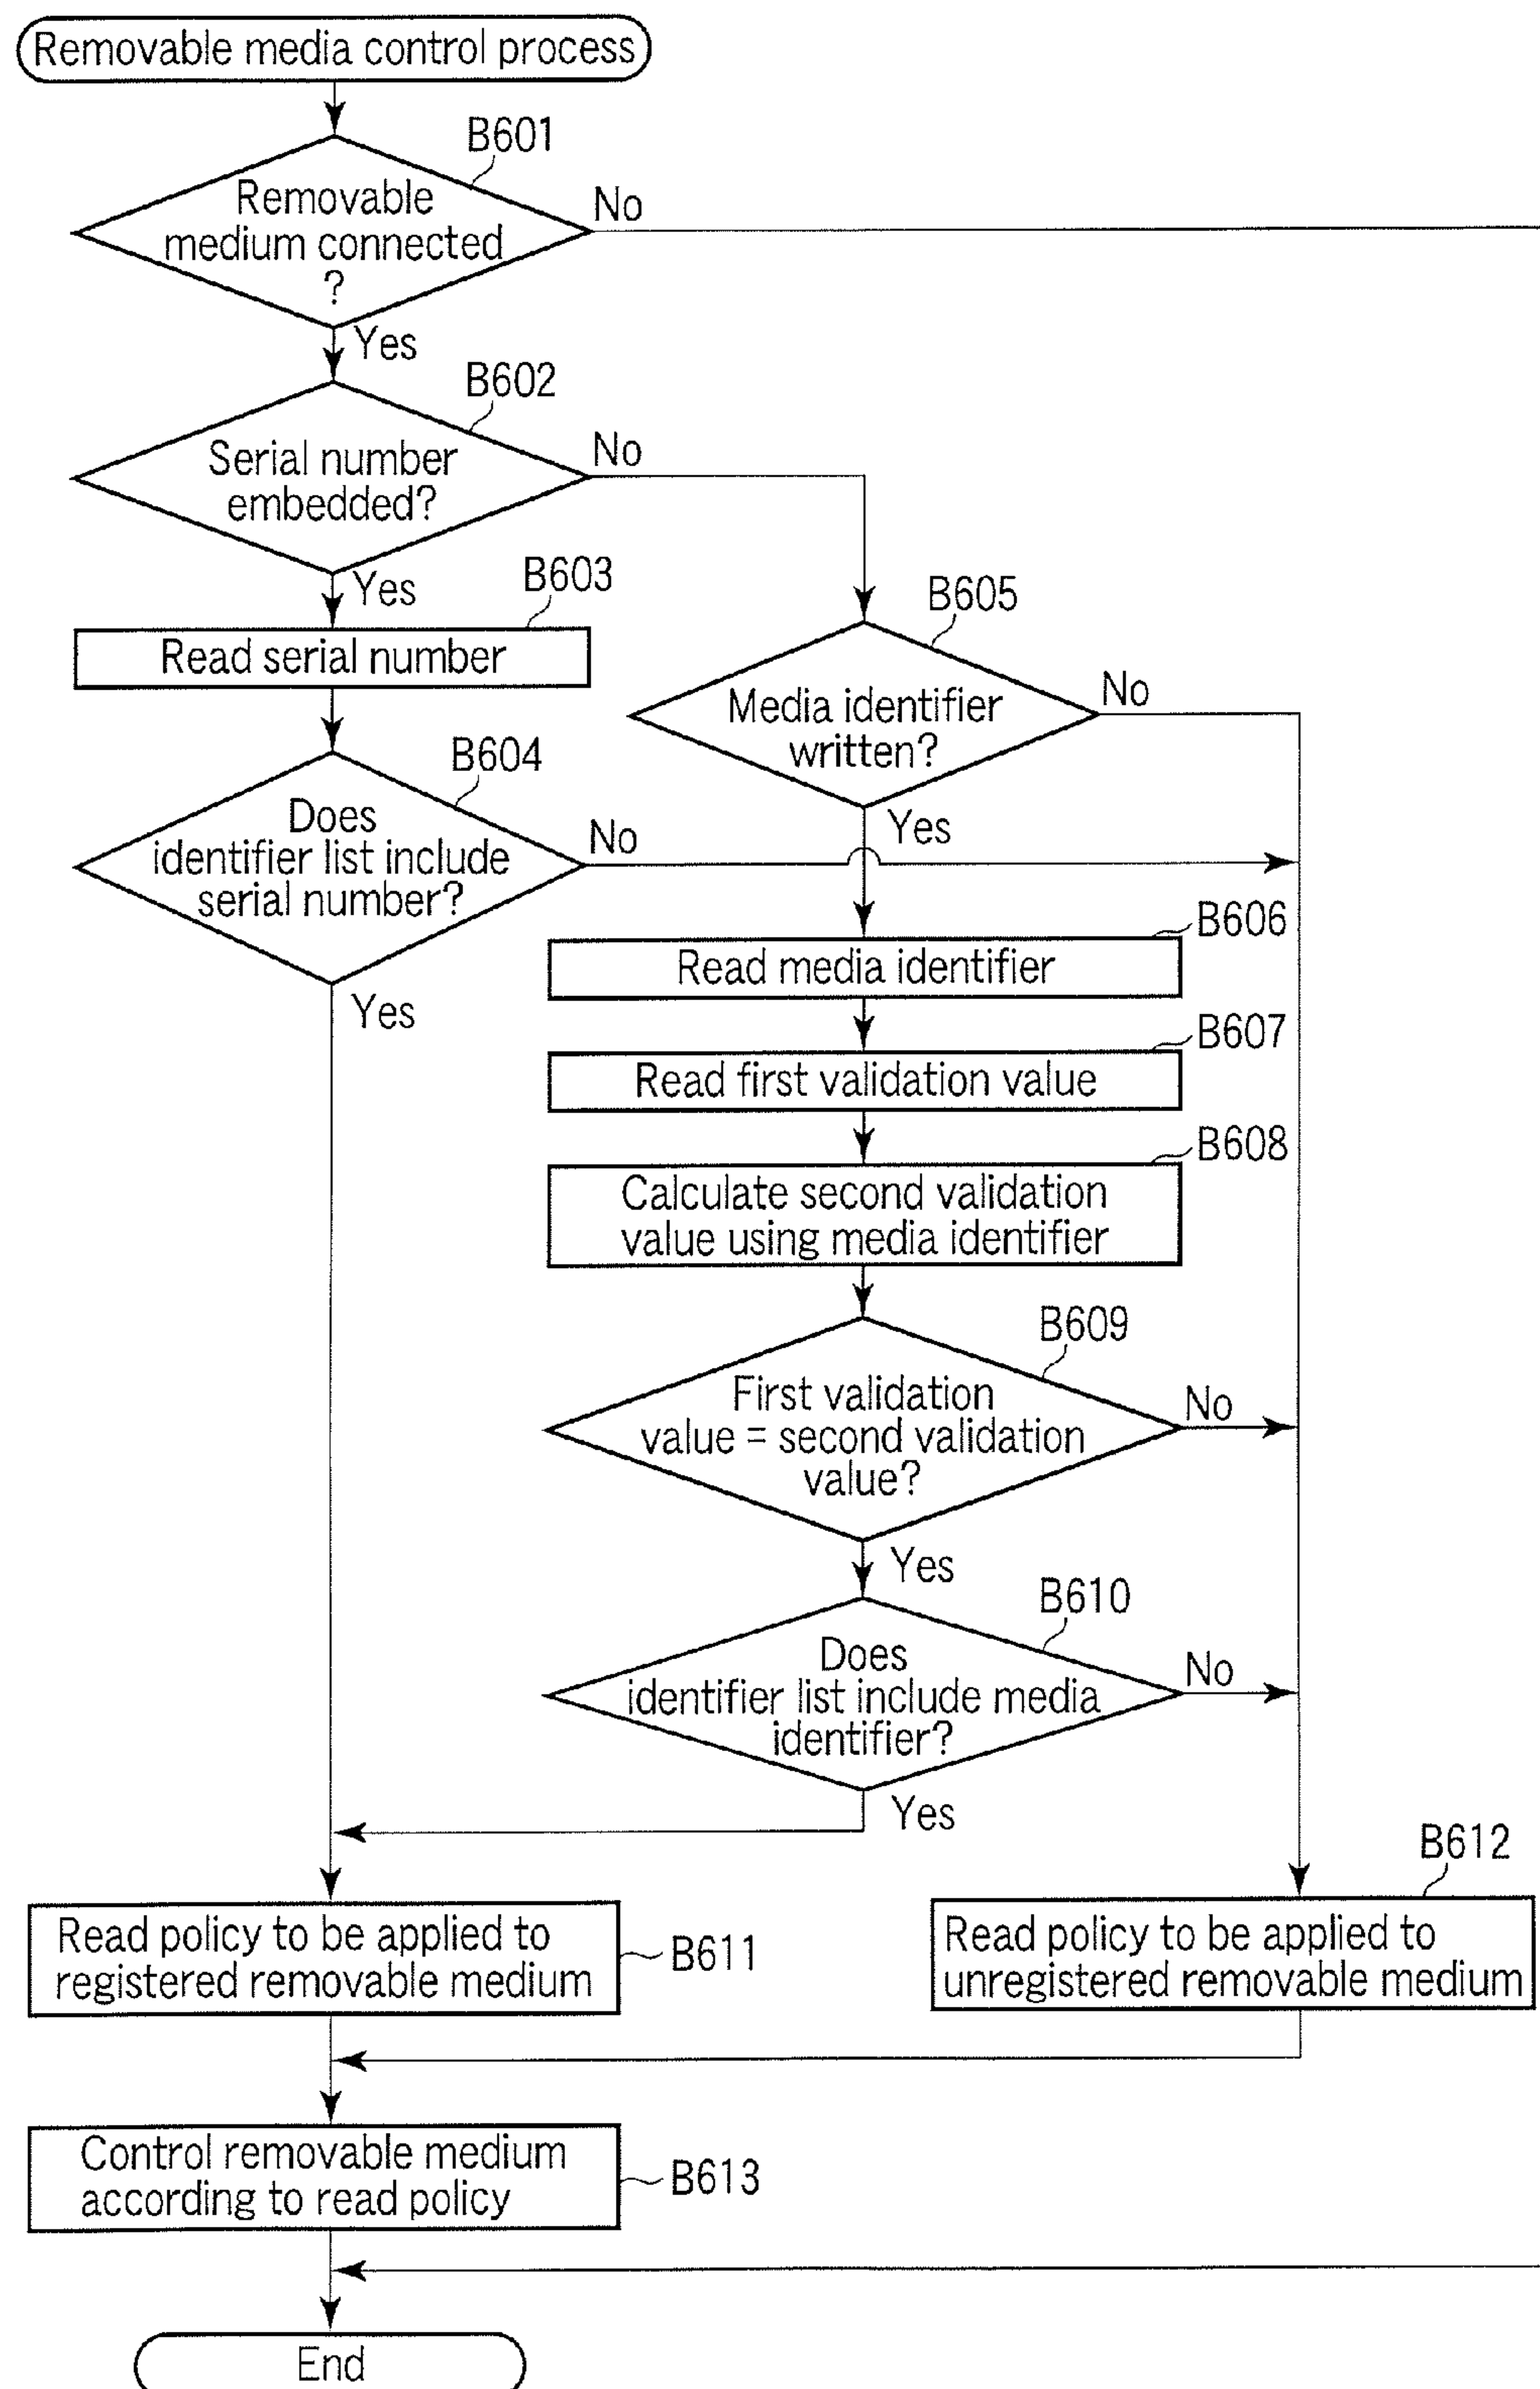 Removable media control process
B601
Removable
medium connected
?
No
Yes
B602
Serial number
embedded?
No
Yes
B603
Read serial number
B605
Media identifier
written?
No
Yes
B604
Does
identifier list include
serial number?
No
Yes
B606
Read media identifier
B607
Read first validation value
B608
Calculate second validation
value using media identifier
B609
First validation
value = second validation
value?
No
Yes
B610
Does
identifier list include media
identifier?
No
Yes
B611
Read policy to be applied to
registered removable medium
B612
Read policy to be applied to
unregistered removable medium
B613
Control removable medium
according to read policy
End